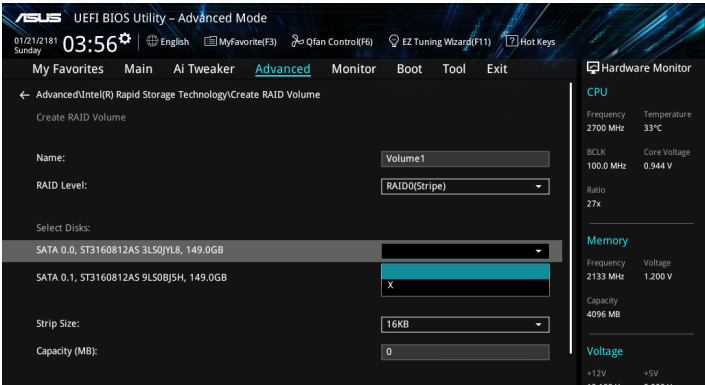 ASUS UEFI BIOS Utility – Advanced Mode
01/21/2181
Sunday
03:56
English
MyFavorite(F3)
Qfan Control(F6)
EZ Tuning Wizard(F11)
? Hot Keys
My Favorites Main Ai Tweaker Advanced Monitor Boot Tool Exit
Hardware Monitor
← Advanced\Intel(R) Rapid Storage Technology\Create RAID Volume
Create RAID Volume
Name: Volume1
RAID Level: RAID0(Stripe)
Select Disks:
SATA 0.0, ST3160812AS 3LS0JYL8, 149.0GB
SATA 0.1, ST3160812AS 9LS0BJ5H, 149.0GB
X
Strip Size: 16KB
Capacity (MB): 0
CPU
Frequency Temperature
2700 MHz 33°C
BCLK Core Voltage
100.0 MHz 0.944 V
Ratio
27x
Memory
Frequency Voltage
2133 MHz 1.200 V
Capacity
4096 MB
Voltage
+12V +5V